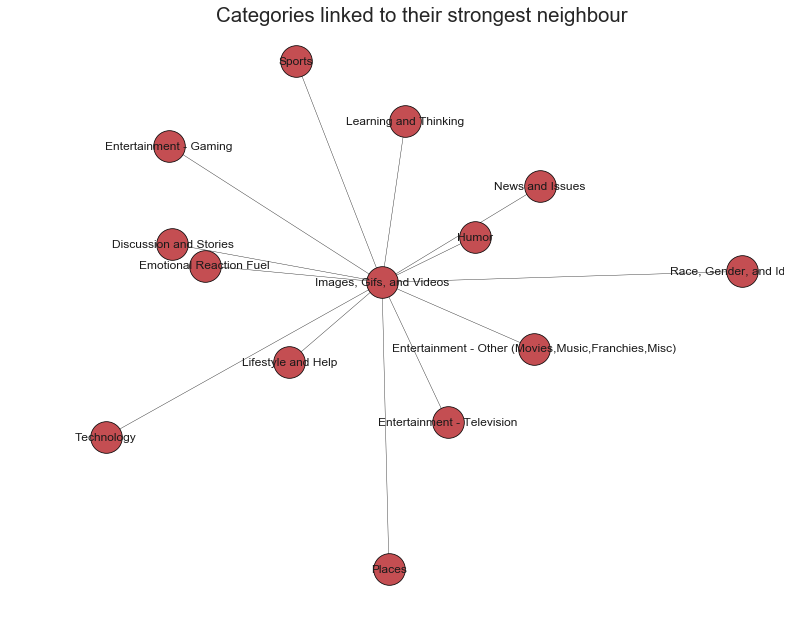 Categories linked to their strongest neighbour
Sports
Learning and Thinking
Entertainment - Gaming
News and Issues
Humor
Discussion and Stories
Emotional Reaction Fuel
Race, Gender, and Id
Images, Gifs, and Videos
Entertainment - Other (Movies,Music,Franchies,Misc)
Lifestyle and Help
Entertainment - Television
Technology
Places